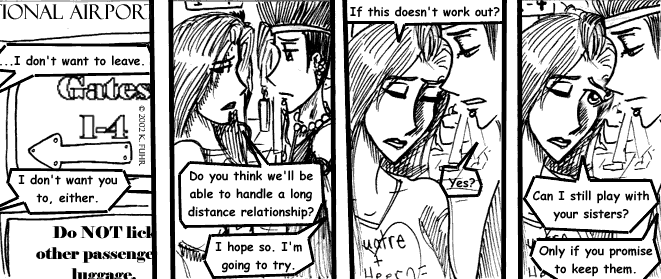 IONAL AIRPORT
...I don't want to leave.
Gates
1-4
© 2002 K. FUHR
I don't want you
to, either.
Do NOT lick
other passenge
luggage.
Do you think we'll be
able to handle a long
distance relationship?
I hope so. I'm
going to try.
If this doesn't work out?
Yes?
Can I still play with
your sisters?
Only if you promise
to keep them.